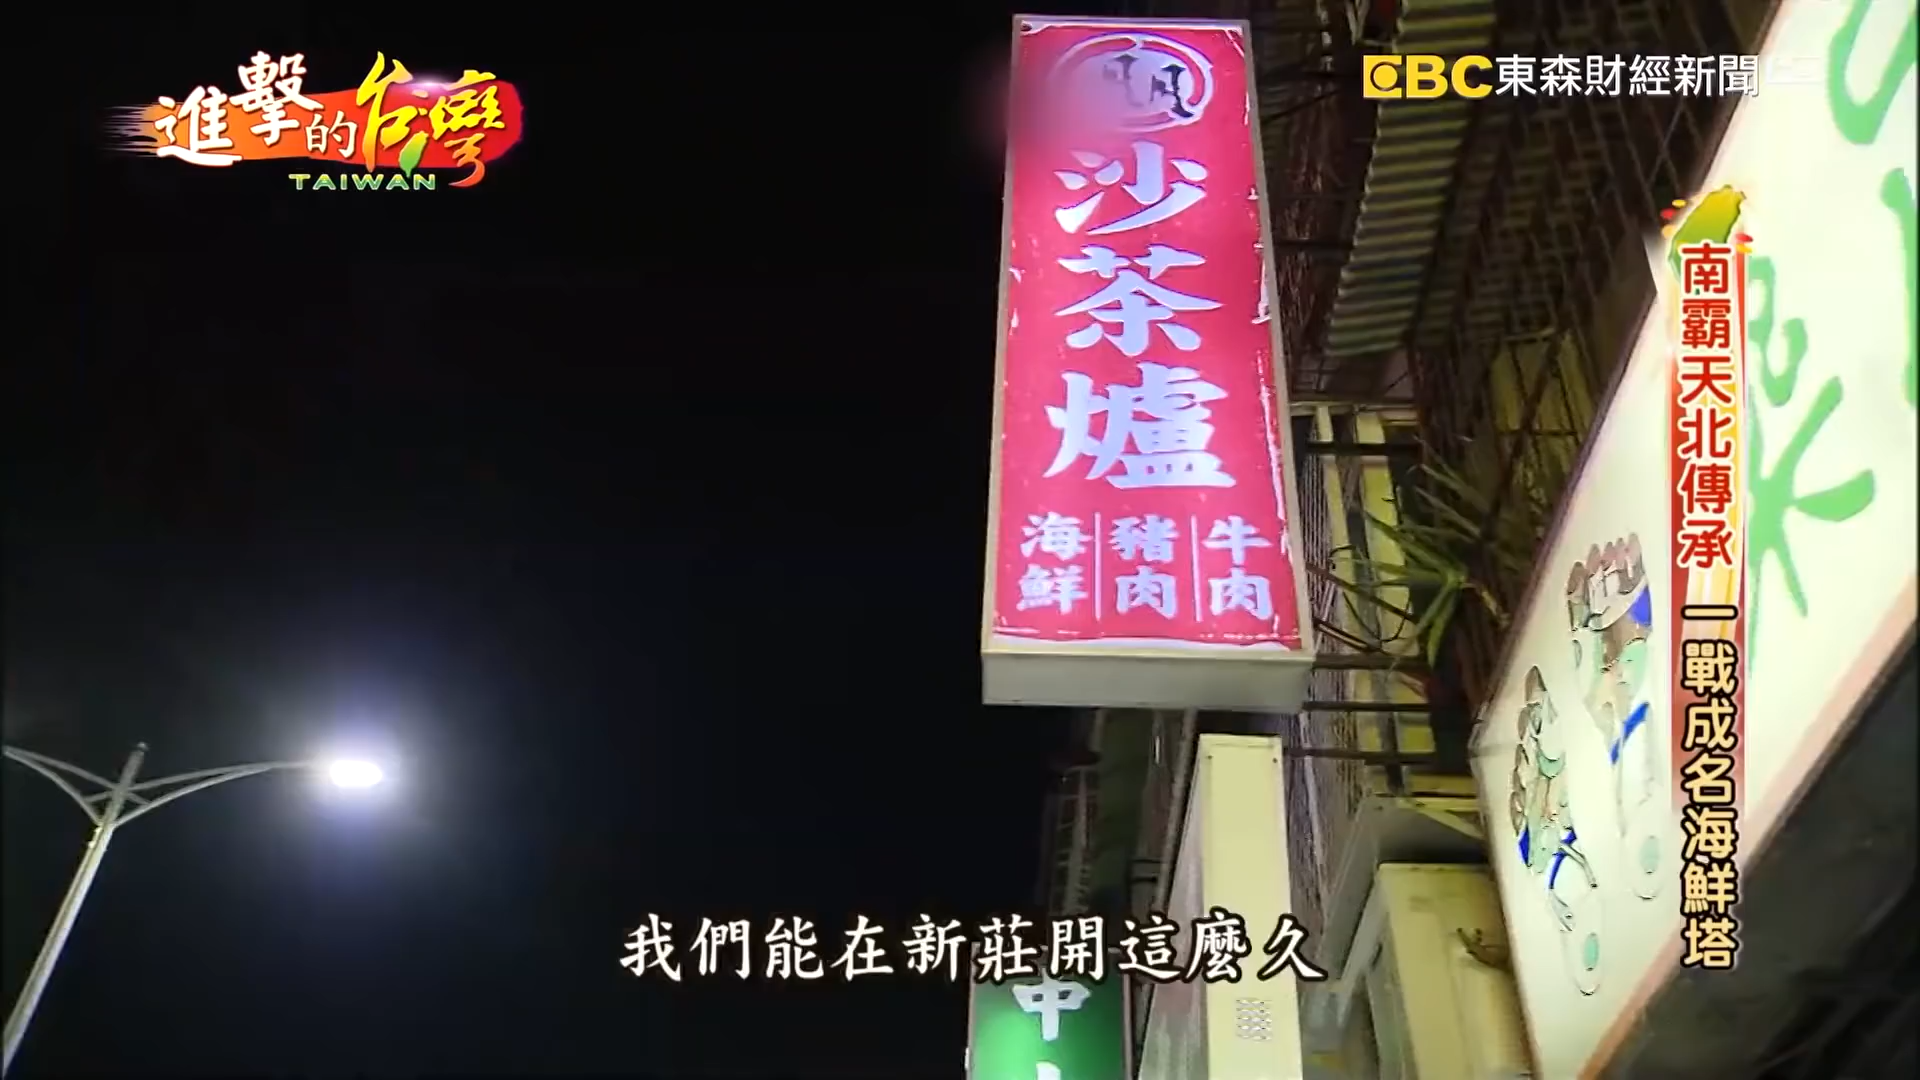 進擊的台灣
TAIWAN
EBC東森財經新聞
沙茶爐
海鮮
豬肉
牛肉
南霸天北傳承 一戰成名海鮮塔
我們能在新莊開這麼久
中